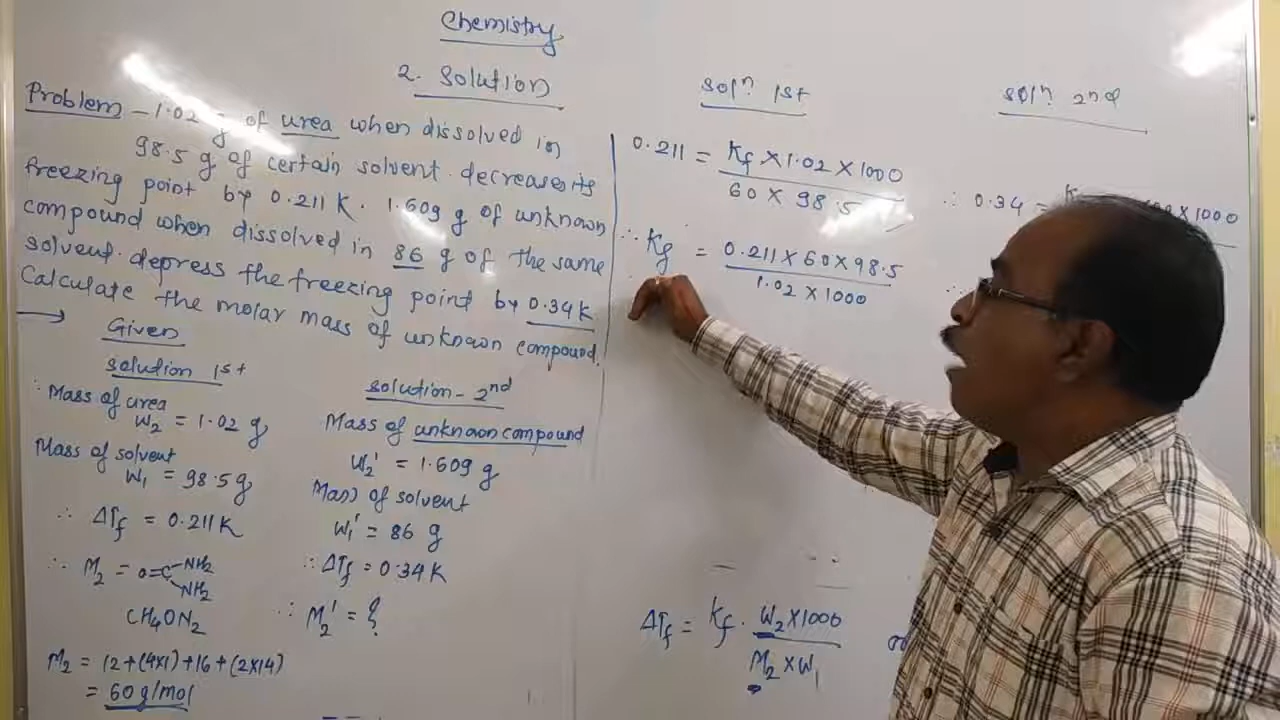 Chemistry
2. Solution
Problem - 1.02 g of urea when dissolved in
98.5 g of certain solvent decreases its
freezing point by 0.211 K. 1.609 g of unknown
compound when dissolved in 86 g of the same
solvent depress the freezing point by 0.34 K
Calculate the molar mass of unknown compound.
→ Given
solution 1st
∴ Mass of urea
W₂ = 1.02 g
Mass of solvent
W₁ = 98.5 g
∴ ΔTf = 0.211 K
∴ M₂ = O=C-NH₂
NH₂
CH₄ON₂
M₂ = 12+(4×1)+16+(2×14)
= 60 g/mol
solution - 2nd
Mass of unknown compound
W₂' = 1.609 g
Mass of solvent
W₁' = 86 g
∴ ΔTf = 0.34 K
∴ M₂' = ?
Solⁿ 1st
0.211 = Kf × 1.02 × 1000
60 × 98.5
∴ Kf = 0.211 × 60 × 98.5
1.02 × 1000
ΔTf = Kf · W₂ × 1000
M₂ × W₁
Solⁿ 2nd
∴ 0.34 = K × 1000
∴